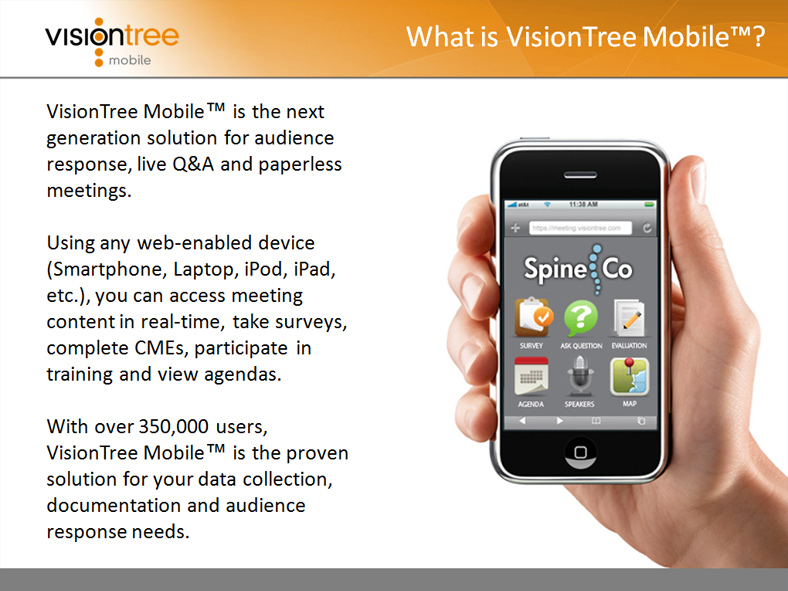 visiontree
mobile
What is VisionTree Mobile™?
VisionTree Mobile™ is the next
generation solution for audience
response, live Q&A and paperless
meetings.
Using any web-enabled device
(Smartphone, Laptop, iPod, iPad,
etc.), you can access meeting
content in real-time, take surveys,
complete CMEs, participate in
training and view agendas.
With over 350,000 users,
VisionTree Mobile™ is the proven
solution for your data collection,
documentation and audience
response needs.
at&t 11:38 AM
https://meeting.visiontree.com
Spine Co
SURVEY ASK QUESTION EVALUATION
AGENDA SPEAKERS MAP